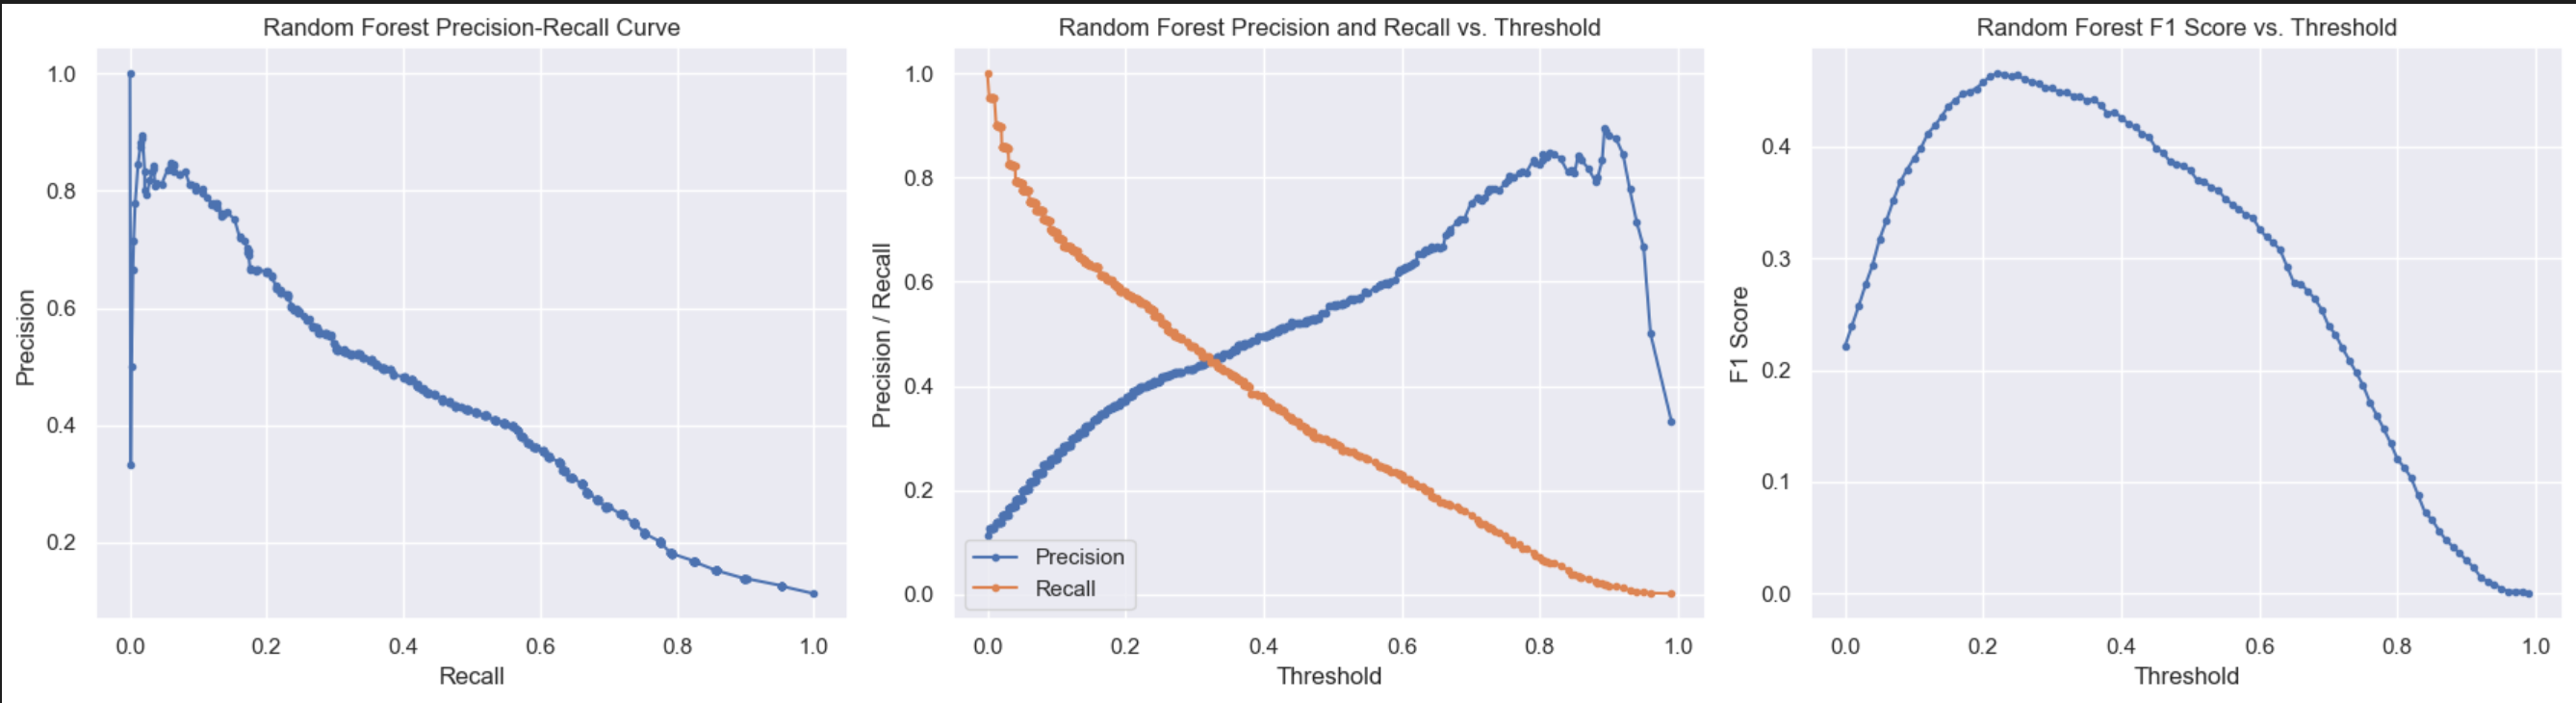 Random Forest Precision-Recall Curve
1.0
0.8
0.6
0.4
0.2
Precision
0.0 0.2 0.4 0.6 0.8 1.0
Recall
Random Forest Precision and Recall vs. Threshold
1.0
0.8
0.6
0.4
0.2
0.0
Precision / Recall
Precision
Recall
0.0 0.2 0.4 0.6 0.8 1.0
Threshold
Random Forest F1 Score vs. Threshold
0.4
0.3
0.2
0.1
0.0
F1 Score
0.0 0.2 0.4 0.6 0.8 1.0
Threshold